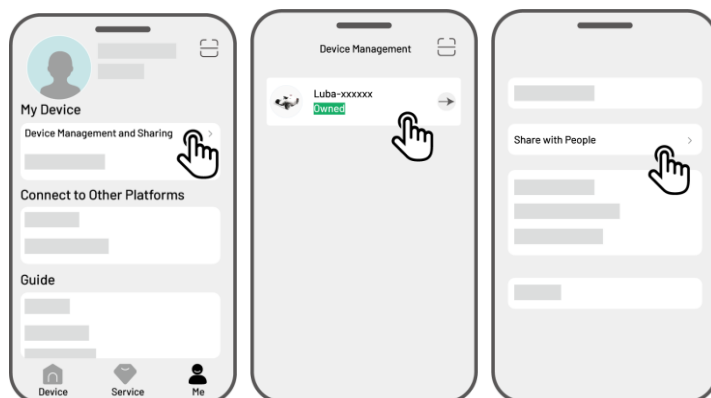 My Device
Device Management and Sharing
Connect to Other Platforms
Guide
Device Service Me
Device Management
Luba-xxxxxx
Owned
Share with People